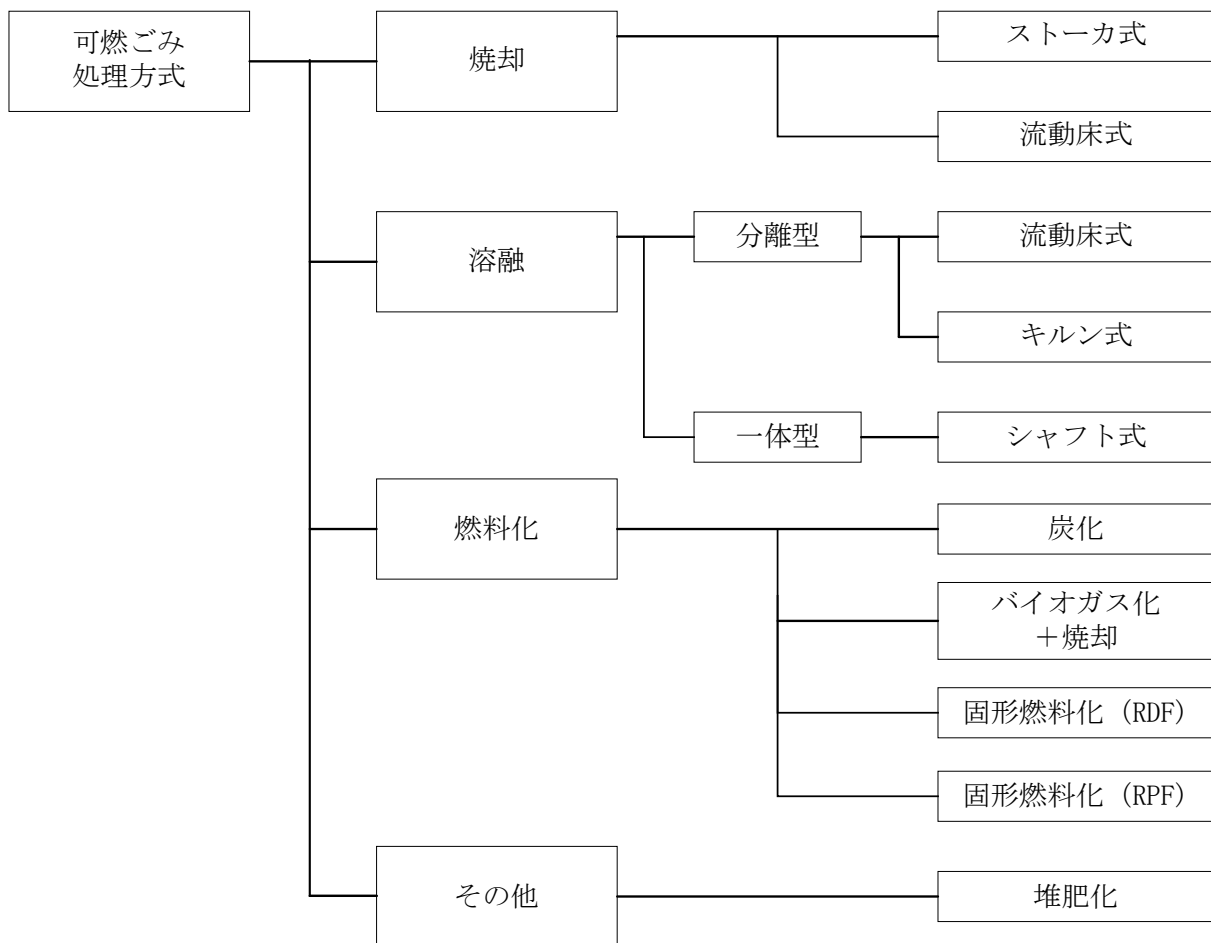 可燃ごみ
処理方式
焼却
ストーカ式
流動床式
溶融
分離型
流動床式
キルン式
一体型
シャフト式
燃料化
炭化
バイオガス化
＋焼却
固形燃料化 (RDF)
固形燃料化 (RPF)
その他
堆肥化